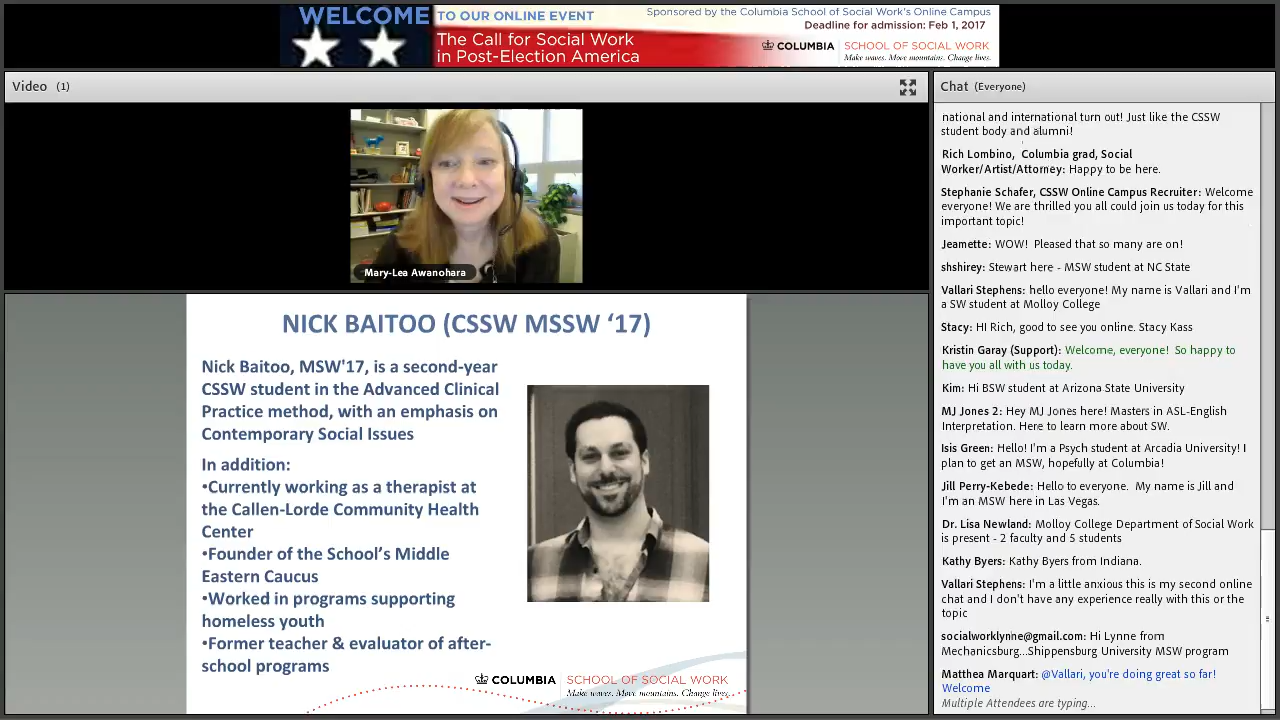 WELCOME TO OUR ONLINE EVENT
The Call for Social Work
in Post-Election America
Sponsored by the Columbia School of Social Work's Online Campus
Deadline for admission: Feb 1, 2017
COLUMBIA SCHOOL OF SOCIAL WORK
Make waves. Move mountains. Change lives.
Video (1)
Mary-Lea Awanohara
NICK BAITOO (CSSW MSSW ‘17)
Nick Baitoo, MSW'17, is a second-year
CSSW student in the Advanced Clinical
Practice method, with an emphasis on
Contemporary Social Issues
In addition:
•Currently working as a therapist at
the Callen-Lorde Community Health
Center
•Founder of the School’s Middle
Eastern Caucus
•Worked in programs supporting
homeless youth
•Former teacher & evaluator of after-
school programs
COLUMBIA SCHOOL OF SOCIAL WORK
Make waves. Move mountains. Change lives.
Chat (Everyone)
national and international turn out! Just like the CSSW
student body and alumni!
Rich Lombino, Columbia grad, Social
Worker/Artist/Attorney: Happy to be here.
Stephanie Schafer, CSSW Online Campus Recruiter: Welcome
everyone! We are thrilled you all could join us today for this
important topic!
Jeamette: WOW! Pleased that so many are on!
shshirey: Stewart here - MSW student at NC State
Vallari Stephens: hello everyone! My name is Vallari and I'm
a SW student at Molloy College
Stacy: HI Rich, good to see you online. Stacy Kass
Kristin Garay (Support): Welcome, everyone! So happy to
have you all with us today.
Kim: Hi BSW student at Arizona State University
MJ Jones 2: Hey MJ Jones here! Masters in ASL-English
Interpretation. Here to learn more about SW.
Isis Green: Hello! I'm a Psych student at Arcadia University! I
plan to get an MSW, hopefully at Columbia!
Jill Perry-Kebede: Hello to everyone. My name is Jill and
I'm an MSW here in Las Vegas.
Dr. Lisa Newland: Molloy College Department of Social Work
is present - 2 faculty and 5 students
Kathy Byers: Kathy Byers from Indiana.
Vallari Stephens: I'm a little anxious this is my second online
chat and I don't have any experience really with this or the
topic
socialworklynne@gmail.com: Hi Lynne from
Mechanicsburg...Shippensburg University MSW program
Matthea Marquart: @Vallari, you're doing great so far!
Welcome
Multiple Attendees are typing...